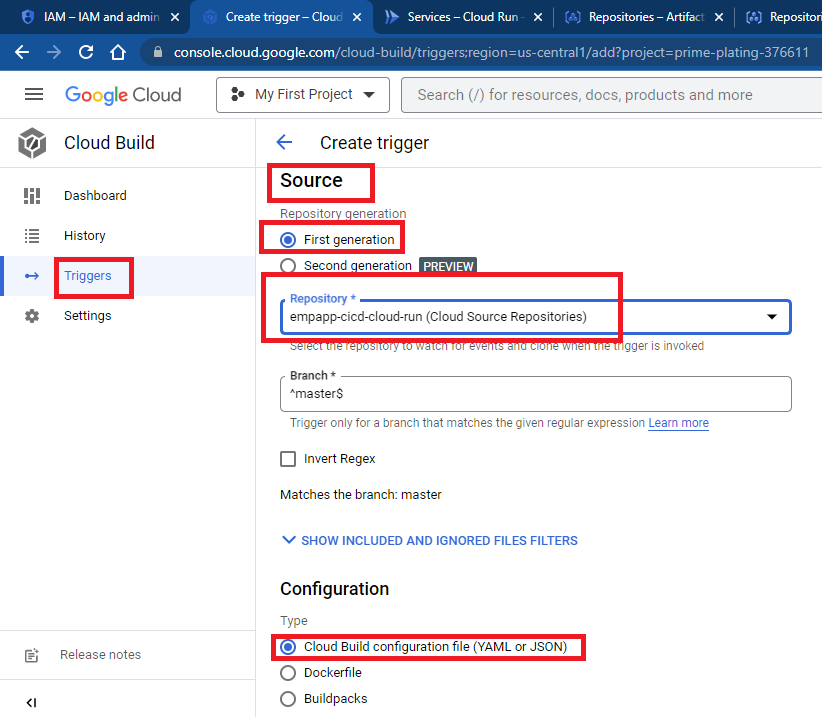 IAM – IAM and admin
Create trigger – Cloud
Services – Cloud Run -
Repositories – Artifact
Repositori
console.cloud.google.com/cloud-build/triggers;region=us-central1/add?project=prime-plating-376611
Google Cloud
My First Project
Search (/) for resources, docs, products and more
Cloud Build
Create trigger
Dashboard
History
Triggers
Settings
Release notes
Source
Repository generation
First generation
Second generation PREVIEW
Repository *
empapp-cicd-cloud-run (Cloud Source Repositories)
Select the repository to watch for events and clone when the trigger is invoked
Branch *
^master$
Trigger only for a branch that matches the given regular expression Learn more
Invert Regex
Matches the branch: master
SHOW INCLUDED AND IGNORED FILES FILTERS
Configuration
Type
Cloud Build configuration file (YAML or JSON)
Dockerfile
Buildpacks